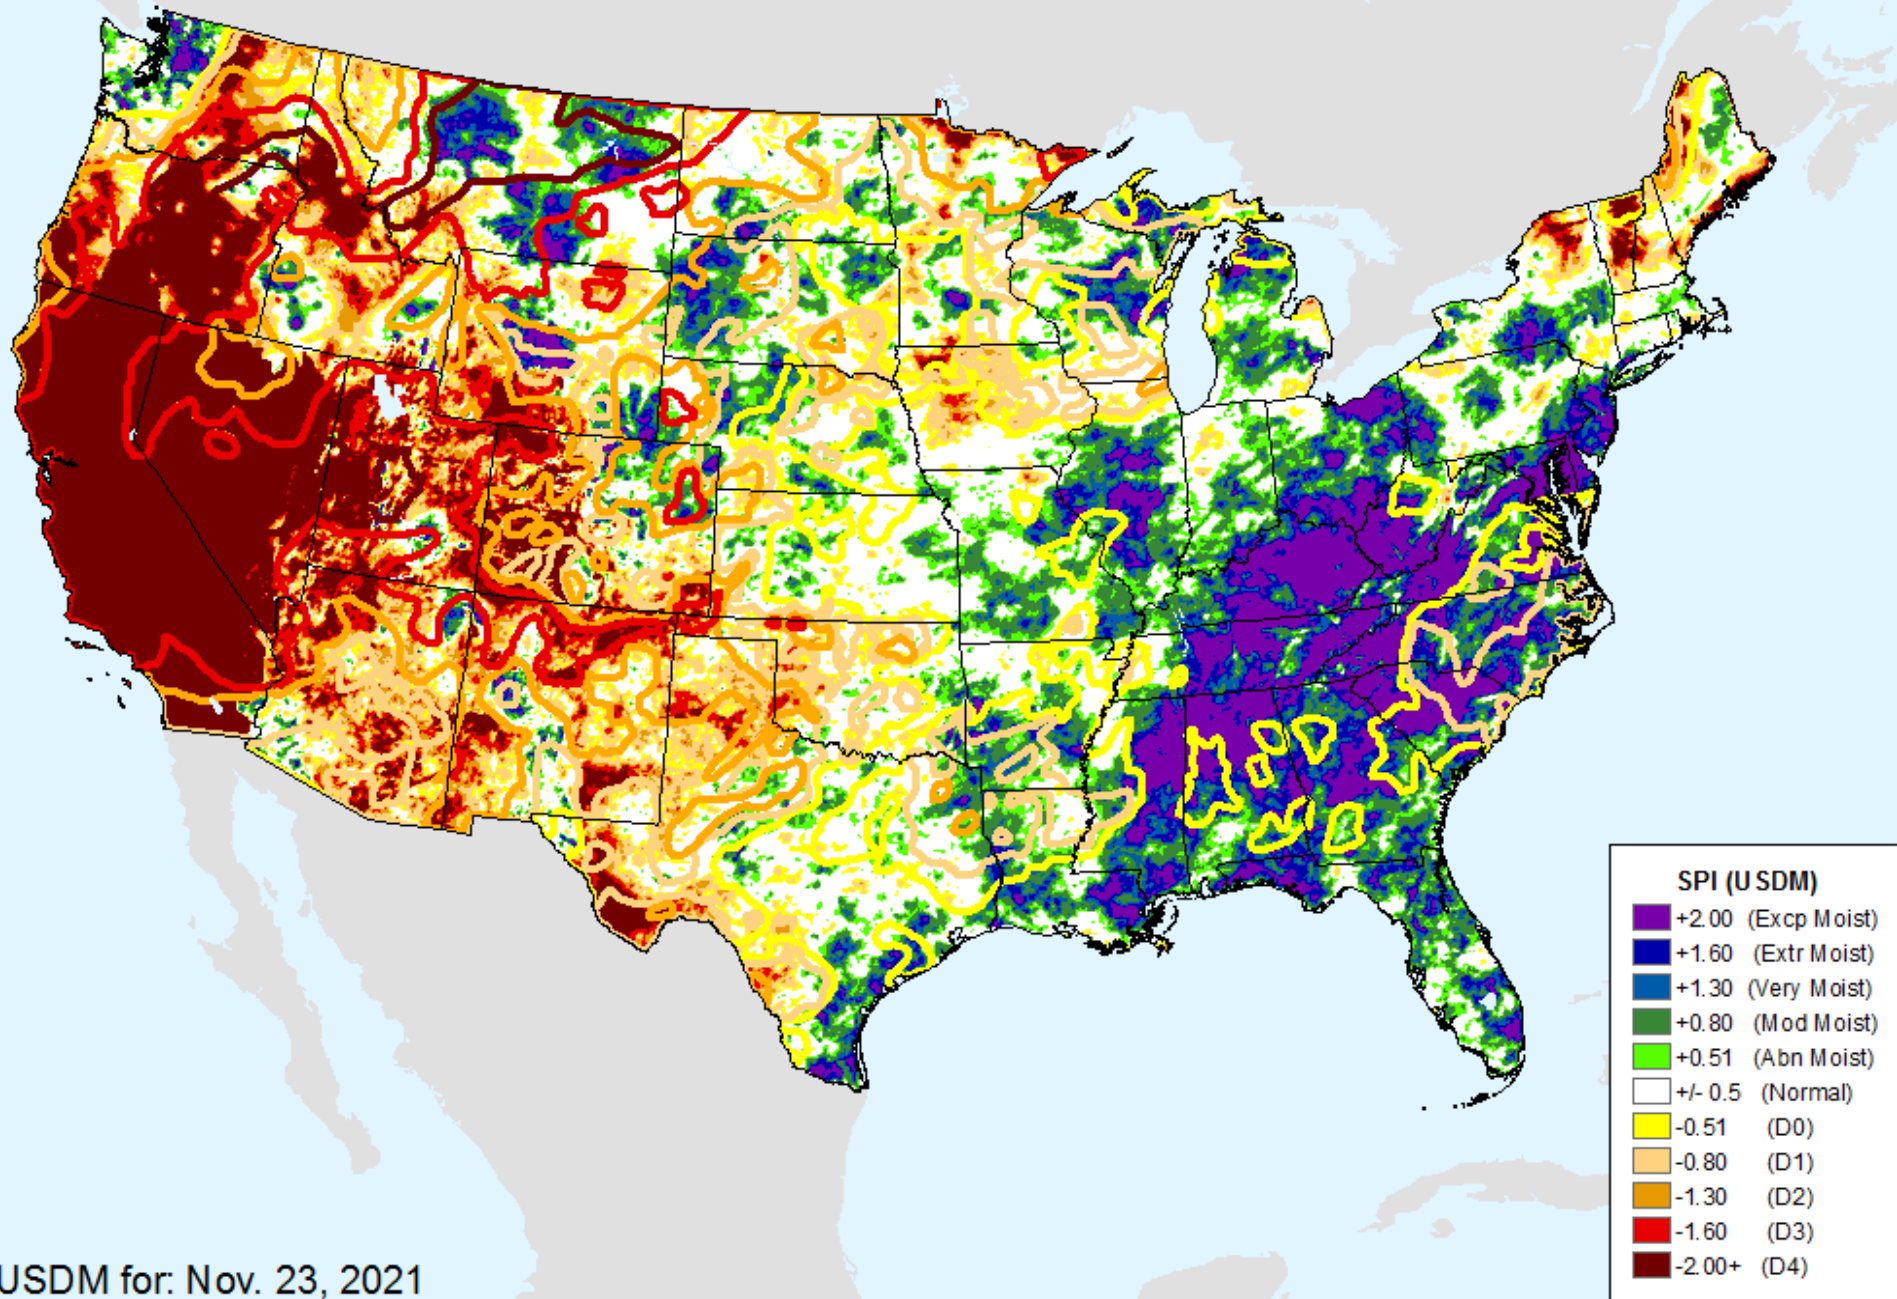 SPI (USDM)
+2.00 (Excp Moist)
+1.60 (Extr Moist)
+1.30 (Very Moist)
+0.80 (Mod Moist)
+0.51 (Abn Moist)
+/- 0.5 (Normal)
-0.51 (D0)
-0.80 (D1)
-1.30 (D2)
-1.60 (D3)
-2.00+ (D4)
USDM for: Nov. 23, 2021